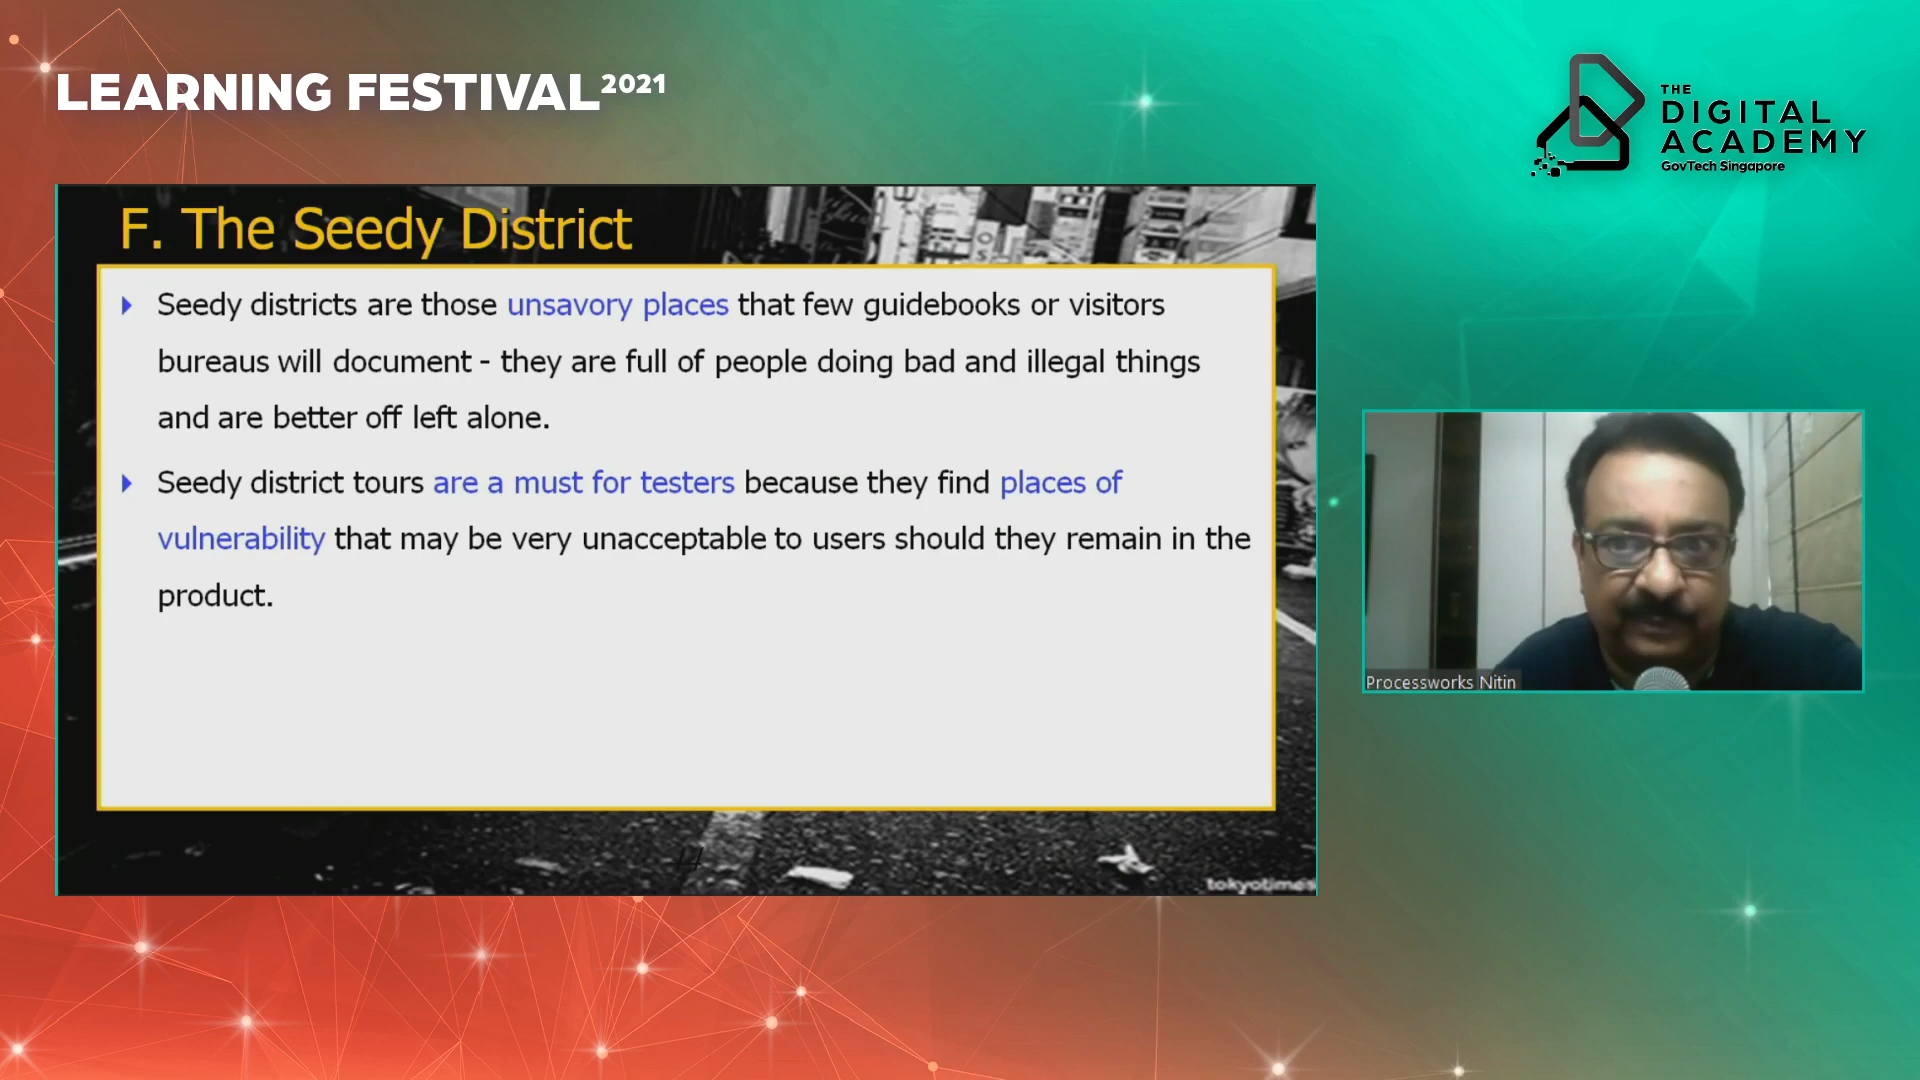 LEARNING FESTIVAL 2021
THE
DIGITAL
ACADEMY
GovTech Singapore
F. The Seedy District
Seedy districts are those unsavory places that few guidebooks or visitors
bureaus will document - they are full of people doing bad and illegal things
and are better off left alone.
Seedy district tours are a must for testers because they find places of
vulnerability that may be very unacceptable to users should they remain in the
product.
tokyotimes
Processworks Nitin